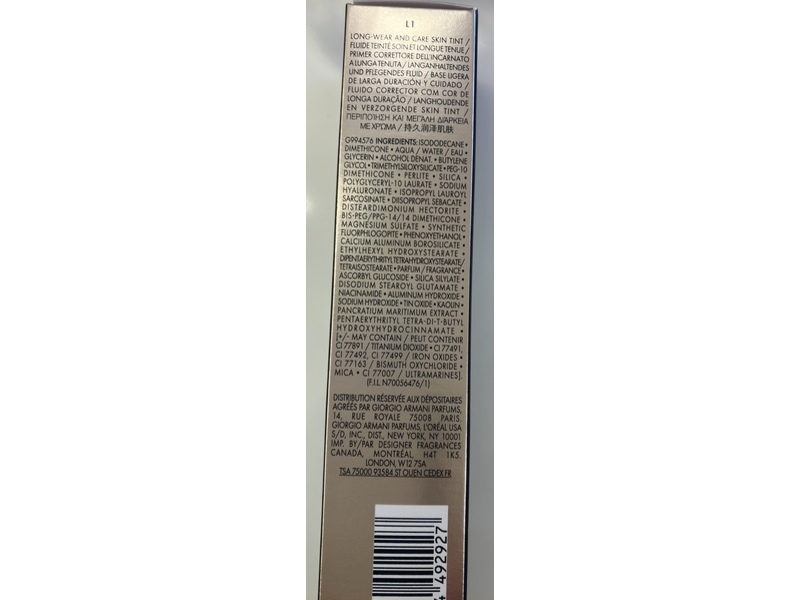 L1
LONG-WEAR AND CARE SKIN TINT /
FLUIDE TEINTÉ SOIN ET LONGUE TENUE /
PRIMER CORRETTORE DELL'INCARNATO
A LUNGA TENUTA / LANGANHALTENDES
UND PFLEGENDES FLUID / BASE LIGERA
DE LARGA DURACIÓN Y CUIDADO /
FLUIDO CORRECTOR COM COR DE
LONGA DURAÇÃO / LANGHOUDENDE
EN VERZORGENDE SKIN TINT /
ΠΕΡΙΠΟΙΗΣΗ ΚΑΙ ΜΕΓΑΛΗ ΔΙΑΡΚΕΙΑ
ΜΕ ΧΡΩΜΑ / 持久润泽肌肤
G994576 INGREDIENTS: ISODODECANE •
DIMETHICONE • AQUA / WATER / EAU •
GLYCERIN • ALCOHOL DENAT. • BUTYLENE
GLYCOL • TRIMETHYLSILOXYSILICATE • PEG-10
DIMETHICONE • PERLITE • SILICA •
POLYGLYCERYL-10 LAURATE • SODIUM
HYALURONATE • ISOPROPYL LAUROYL
SARCOSINATE • DIISOPROPYL SEBACATE •
DISTEARDIMONIUM HECTORITE •
BIS-PEG/PPG-14/14 DIMETHICONE •
MAGNESIUM SULFATE • SYNTHETIC
FLUORPHLOGOPITE • PHENOXYETHANOL •
CALCIUM ALUMINUM BOROSILICATE •
ETHYLHEXYL HYDROXYSTEARATE •
DIPENTAERYTHRITYL TETRAHYDROXYSTEARATE/
TETRAISOSTEARATE • PARFUM / FRAGRANCE •
ASCORBYL GLUCOSIDE • SILICA SILYLATE •
DISODIUM STEAROYL GLUTAMATE •
NIACINAMIDE • ALUMINUM HYDROXIDE •
SODIUM HYDROXIDE • TIN OXIDE • KAOLIN •
PANCRATIUM MARITIMUM EXTRACT •
PENTAERYTHRITYL TETRA-DI-T-BUTYL
HYDROXYHYDROCINNAMATE •
[+/- MAY CONTAIN / PEUT CONTENIR
CI 77891 / TITANIUM DIOXIDE • CI 77491,
CI 77492, CI 77499 / IRON OXIDES •
CI 77163 / BISMUTH OXYCHLORIDE •
MICA • CI 77007 / ULTRAMARINES].
(F.I.L. N70056476/1)
DISTRIBUTION RÉSERVÉE AUX DÉPOSITAIRES
AGRÉÉS PAR GIORGIO ARMANI PARFUMS,
14, RUE ROYALE 75008 PARIS.
GIORGIO ARMANI PARFUMS, L'ORÉAL USA
S/D, INC., DIST., NEW YORK, NY 10001
IMP. BY/PAR DESIGNER FRAGRANCES
CANADA, MONTRÉAL, H4T 1K5.
LONDON, W12 7SA
TSA 75000 93584 ST OUEN CEDEX FR
492927